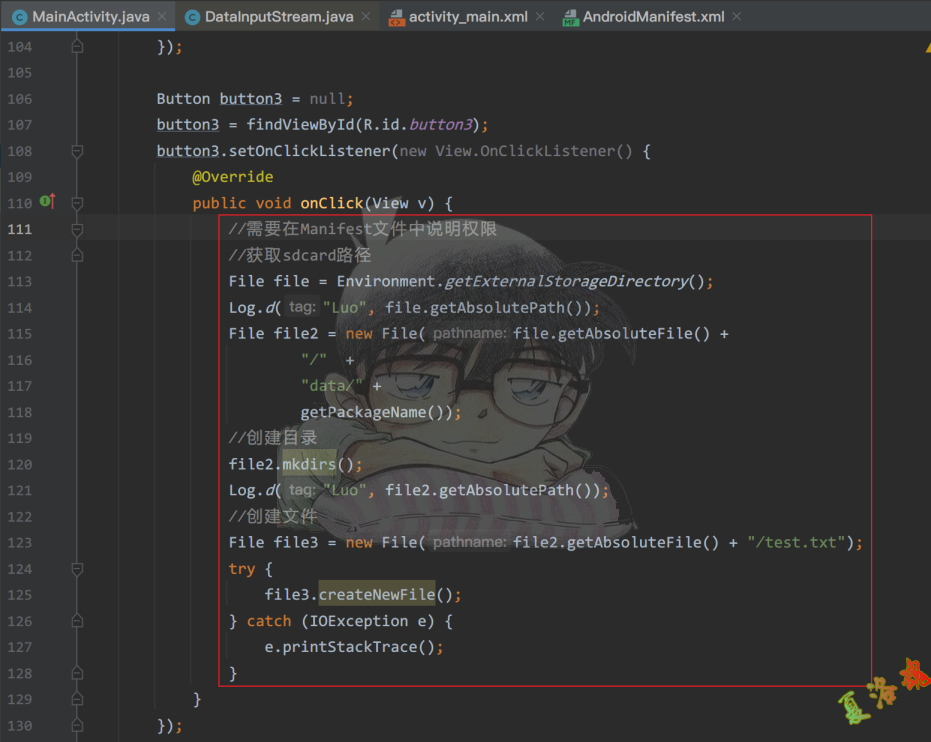 MainActivity.java DataInputStream.java activity_main.xml AndroidManifest.xml
104 });
105
106 Button button3 = null;
107 button3 = findViewById(R.id.button3);
108 button3.setOnClickListener(new View.OnClickListener() {
109 @Override
110 public void onClick(View v) {
111 //需要在Manifest文件中说明权限
112 //获取sdcard路径
113 File file = Environment.getExternalStorageDirectory();
114 Log.d( tag: "Luo", file.getAbsolutePath());
115 File file2 = new File( pathname: file.getAbsoluteFile() +
116 "/" +
117 "data/" +
118 getPackageName());
119 //创建目录
120 file2.mkdirs();
121 Log.d( tag: "Luo", file2.getAbsolutePath());
122 //创建文件
123 File file3 = new File( pathname: file2.getAbsoluteFile() + "/test.txt");
124 try {
125 file3.createNewFile();
126 } catch (IOException e) {
127 e.printStackTrace();
128 }
129 }
130 });